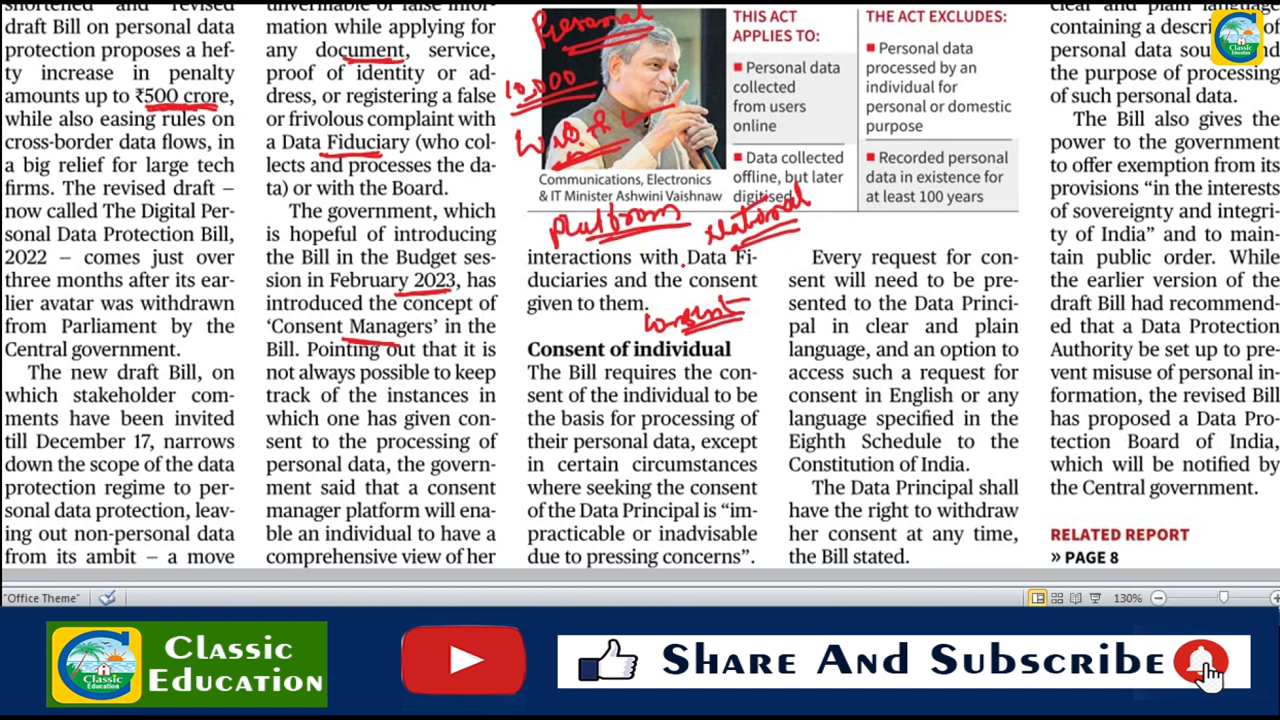 shortened and revised
draft Bill on personal data
protection proposes a hef-
ty increase in penalty
amounts up to ₹500 crore,
while also easing rules on
cross-border data flows, in
a big relief for large tech
firms. The revised draft –
now called The Digital Per-
sonal Data Protection Bill,
2022 – comes just over
three months after its ear-
lier avatar was withdrawn
from Parliament by the
Central government.
The new draft Bill, on
which stakeholder com-
ments have been invited
till December 17, narrows
down the scope of the data
protection regime to per-
sonal data protection, leav-
ing out non-personal data
from its ambit – a move
unverifiable or false infor-
mation while applying for
any document, service,
proof of identity or ad-
dress, or registering a false
or frivolous complaint with
a Data Fiduciary (who col-
lects and processes the da-
ta) or with the Board.
The government, which
is hopeful of introducing
the Bill in the Budget ses-
sion in February 2023, has
introduced the concept of
‘Consent Managers’ in the
Bill. Pointing out that it is
not always possible to keep
track of the instances in
which one has given con-
sent to the processing of
personal data, the govern-
ment said that a consent
manager platform will ena-
ble an individual to have a
comprehensive view of her
Personal
10,000
Communications, Electronics
& IT Minister Ashwini Vaishnaw
THIS ACT
APPLIES TO:
Personal data
collected
from users
online
Data collected
offline, but later
digitised
THE ACT EXCLUDES:
Personal data
processed by an
individual for
personal or domestic
purpose
Recorded personal
data in existence for
at least 100 years
Platform
National
interactions with Data Fi-
duciaries and the consent
given to them.
consent
Consent of individual
The Bill requires the con-
sent of the individual to be
the basis for processing of
their personal data, except
in certain circumstances
where seeking the consent
of the Data Principal is “im-
practicable or inadvisable
due to pressing concerns”.
Every request for con-
sent will need to be pre-
sented to the Data Princi-
pal in clear and plain
language, and an option to
access such a request for
consent in English or any
language specified in the
Eighth Schedule to the
Constitution of India.
The Data Principal shall
have the right to withdraw
her consent at any time,
the Bill stated.
clear and plain language
containing a
personal data
the purpose of processing
of such personal data.
The Bill also gives the
power to the government
to offer exemption from its
provisions “in the interests
of sovereignty and integri-
ty of India” and to main-
tain public order. While
the earlier version of the
draft Bill had recommend-
ed that a Data Protection
Authority be set up to pre-
vent misuse of personal in-
formation, the revised Bill
has proposed a Data Pro-
tection Board of India,
which will be notified by
the Central government.
RELATED REPORT
» PAGE 8
Classic
Education
"Office Theme"
130%
Classic
Education
Classic
Education
Share And Subscribe